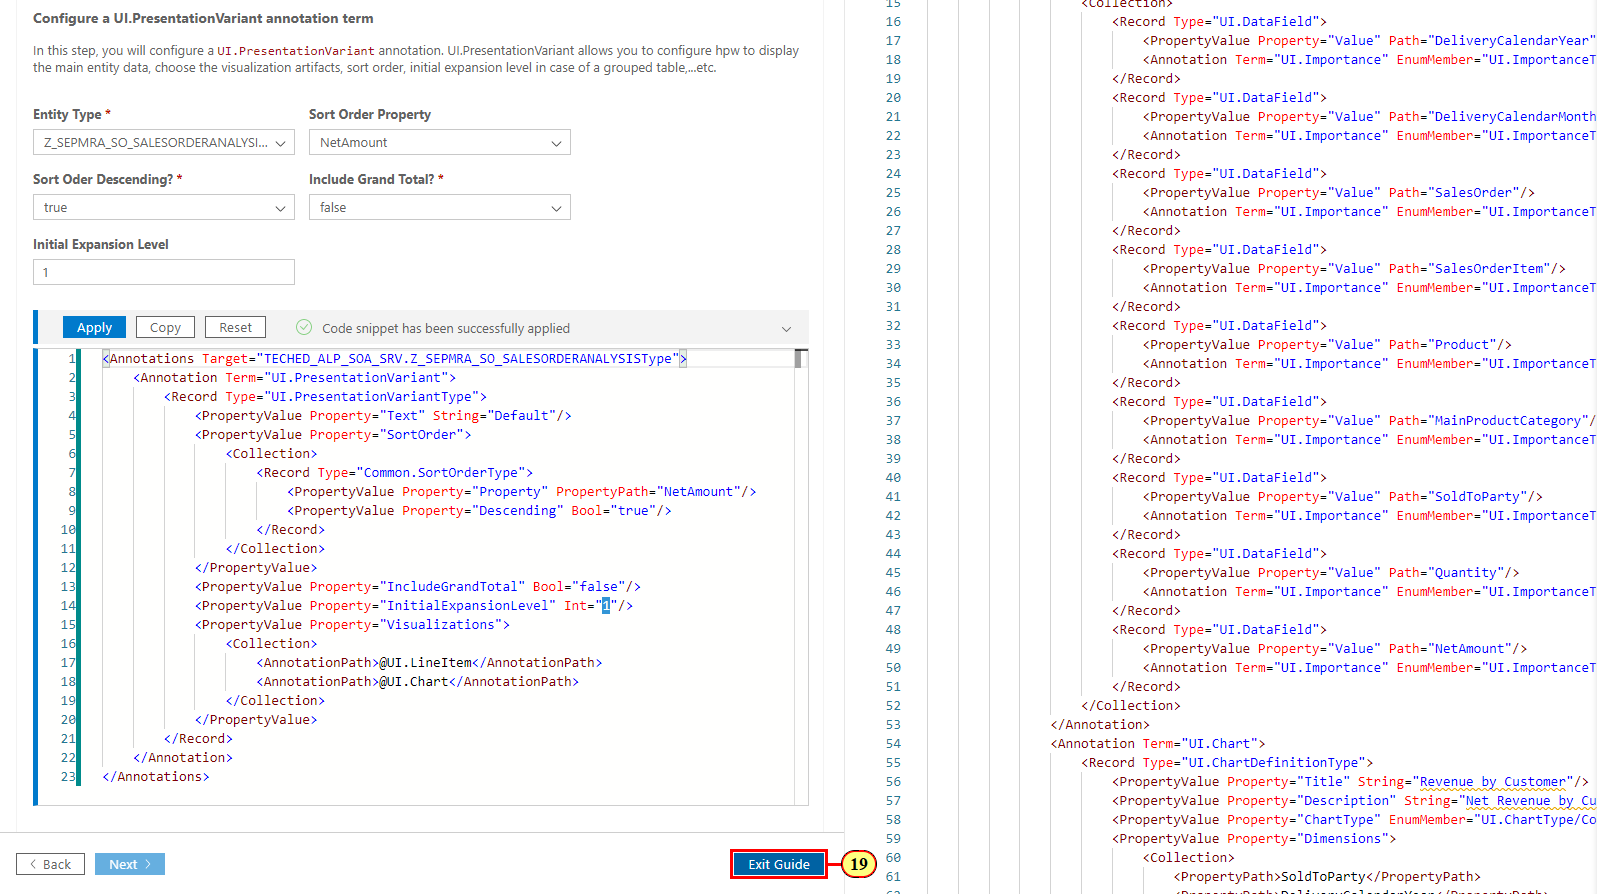 Configure a UI.PresentationVariant annotation term
In this step, you will configure a UI.PresentationVariant annotation. UI.PresentationVariant allows you to configure hpw to display
the main entity data, choose the visualization artifacts, sort order, initial expansion level in case of a grouped table,...etc.
Entity Type *
Sort Order Property
Z_SEPMRA_SO_SALESORDERANALYSI...
NetAmount
Sort Oder Descending? *
Include Grand Total? *
true
false
Initial Expansion Level
1
Apply
Copy
Reset
Code snippet has been successfully applied
1 <Annotations Target="TECHED_ALP_SOA_SRV.Z_SEPMRA_SO_SALESORDERANALYSISType">
2 <Annotation Term="UI.PresentationVariant">
3 <Record Type="UI.PresentationVariantType">
4 <PropertyValue Property="Text" String="Default"/>
5 <PropertyValue Property="SortOrder">
6 <Collection>
7 <Record Type="Common.SortOrderType">
8 <PropertyValue Property="Property" PropertyPath="NetAmount"/>
9 <PropertyValue Property="Descending" Bool="true"/>
10 </Record>
11 </Collection>
12 </PropertyValue>
13 <PropertyValue Property="IncludeGrandTotal" Bool="false"/>
14 <PropertyValue Property="InitialExpansionLevel" Int="1"/>
15 <PropertyValue Property="Visualizations">
16 <Collection>
17 <AnnotationPath>@UI.LineItem</AnnotationPath>
18 <AnnotationPath>@UI.Chart</AnnotationPath>
19 </Collection>
20 </PropertyValue>
21 </Record>
22 </Annotation>
23 </Annotations>
Back
Next
Exit Guide
19
15 <Collection>
16 <Record Type="UI.DataField">
17 <PropertyValue Property="Value" Path="DeliveryCalendarYear"
18 <Annotation Term="UI.Importance" EnumMember="UI.ImportanceT
19 </Record>
20 <Record Type="UI.DataField">
21 <PropertyValue Property="Value" Path="DeliveryCalendarMonth
22 <Annotation Term="UI.Importance" EnumMember="UI.ImportanceT
23 </Record>
24 <Record Type="UI.DataField">
25 <PropertyValue Property="Value" Path="SalesOrder"/>
26 <Annotation Term="UI.Importance" EnumMember="UI.ImportanceT
27 </Record>
28 <Record Type="UI.DataField">
29 <PropertyValue Property="Value" Path="SalesOrderItem"/>
30 <Annotation Term="UI.Importance" EnumMember="UI.ImportanceT
31 </Record>
32 <Record Type="UI.DataField">
33 <PropertyValue Property="Value" Path="Product"/>
34 <Annotation Term="UI.Importance" EnumMember="UI.ImportanceT
35 </Record>
36 <Record Type="UI.DataField">
37 <PropertyValue Property="Value" Path="MainProductCategory"/
38 <Annotation Term="UI.Importance" EnumMember="UI.ImportanceT
39 </Record>
40 <Record Type="UI.DataField">
41 <PropertyValue Property="Value" Path="SoldToParty"/>
42 <Annotation Term="UI.Importance" EnumMember="UI.ImportanceT
43 </Record>
44 <Record Type="UI.DataField">
45 <PropertyValue Property="Value" Path="Quantity"/>
46 <Annotation Term="UI.Importance" EnumMember="UI.ImportanceT
47 </Record>
48 <Record Type="UI.DataField">
49 <PropertyValue Property="Value" Path="NetAmount"/>
50 <Annotation Term="UI.Importance" EnumMember="UI.ImportanceT
51 </Record>
52 </Collection>
53 </Annotation>
54 <Annotation Term="UI.Chart">
55 <Record Type="UI.ChartDefinitionType">
56 <PropertyValue Property="Title" String="Revenue by Customer"/>
57 <PropertyValue Property="Description" String="Net Revenue by Cu
58 <PropertyValue Property="ChartType" EnumMember="UI.ChartType/Co
59 <PropertyValue Property="Dimensions">
60 <Collection>
61 <PropertyPath>SoldToParty</PropertyPath>